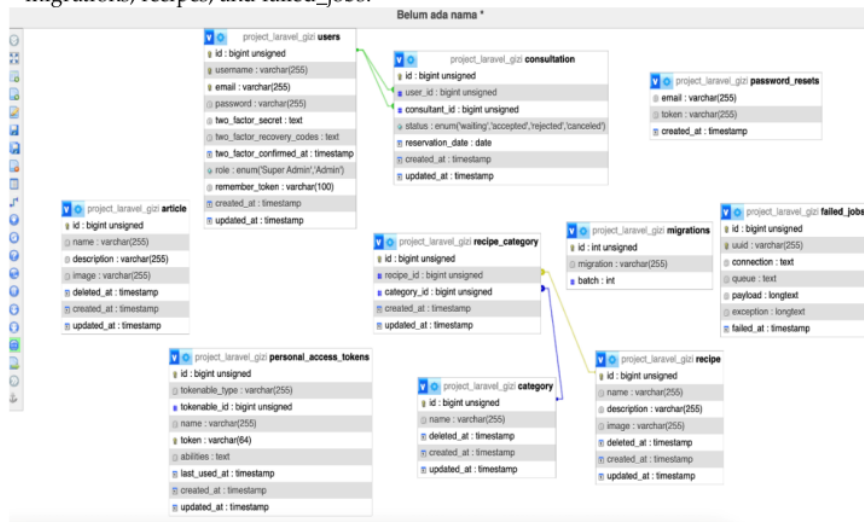 migrations, recipes, and failed_jobs.
Belum ada nama *
project_laravel_gizi users
id : bigint unsigned
username : varchar(255)
email : varchar(255)
password : varchar(255)
two_factor_secret : text
two_factor_recovery_codes : text
two_factor_confirmed_at : timestamp
role : enum('Super Admin','Admin')
remember_token : varchar(100)
created_at : timestamp
updated_at : timestamp
project_laravel_gizi consultation
id : bigint unsigned
user_id : bigint unsigned
consultant_id : bigint unsigned
status : enum('waiting','accepted','rejected','canceled')
reservation_date : date
created_at : timestamp
updated_at : timestamp
project_laravel_gizi password_resets
email : varchar(255)
token : varchar(255)
created_at : timestamp
project_laravel_gizi article
id : bigint unsigned
name : varchar(255)
description : varchar(255)
image : varchar(255)
deleted_at : timestamp
created_at : timestamp
updated_at : timestamp
project_laravel_gizi recipe_category
id : bigint unsigned
recipe_id : bigint unsigned
category_id : bigint unsigned
created_at : timestamp
updated_at : timestamp
project_laravel_gizi migrations
id : int unsigned
migration : varchar(255)
batch : int
project_laravel_gizi failed_jobs
id : bigint unsigned
uuid : varchar(255)
connection : text
queue : text
payload : longtext
exception : longtext
failed_at : timestamp
project_laravel_gizi personal_access_tokens
id : bigint unsigned
tokenable_type : varchar(255)
tokenable_id : bigint unsigned
name : varchar(255)
token : varchar(64)
abilities : text
last_used_at : timestamp
created_at : timestamp
updated_at : timestamp
project_laravel_gizi category
id : bigint unsigned
name : varchar(255)
deleted_at : timestamp
created_at : timestamp
updated_at : timestamp
project_laravel_gizi recipe
id : bigint unsigned
name : varchar(255)
description : varchar(255)
image : varchar(255)
deleted_at : timestamp
created_at : timestamp
updated_at : timestamp